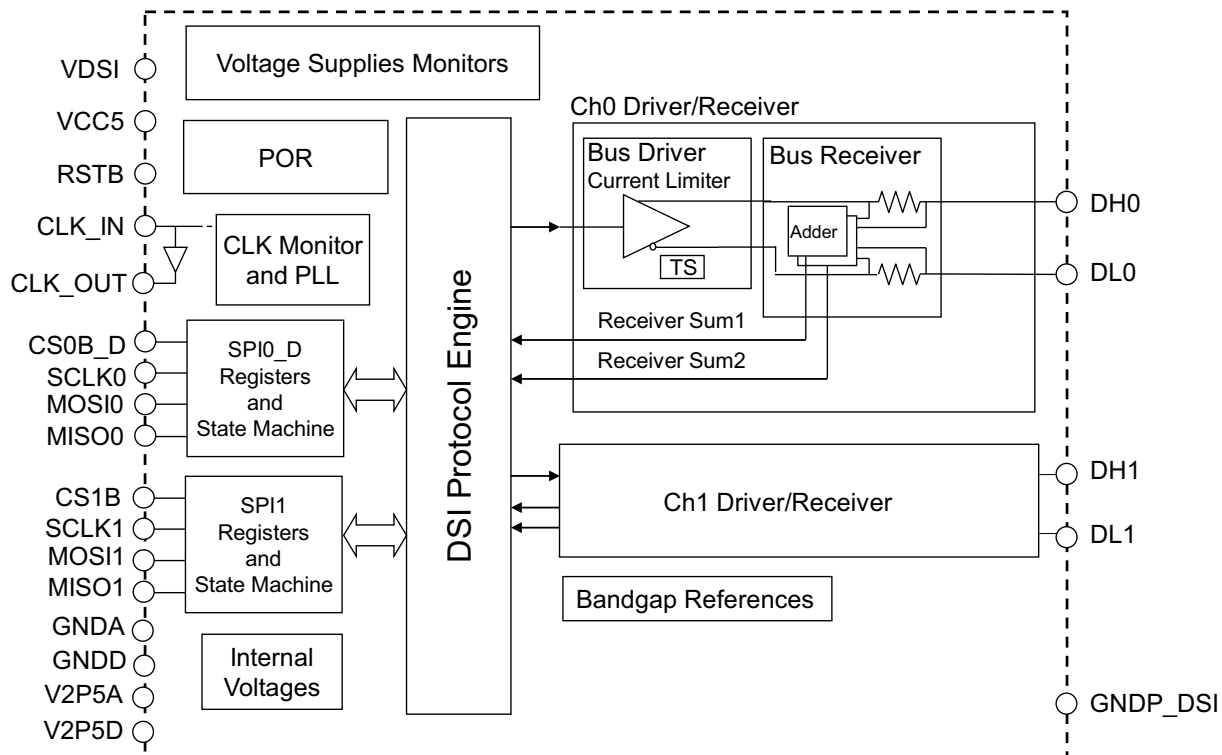 VDSI
VCC5
RSTB
CLK_IN
CLK_OUT
CS0B_D
SCLK0
MOSI0
MISO0
CS1B
SCLK1
MOSI1
MISO1
GNDA
GNDD
V2P5A
V2P5D
Voltage Supplies Monitors
POR
CLK Monitor
and PLL
SPI0_D
Registers
and
State Machine
SPI1
Registers
and
State Machine
Internal
Voltages
DSI Protocol Engine
Ch0 Driver/Receiver
Bus Driver
Current Limiter
TS
Bus Receiver
Adder
Receiver Sum1
Receiver Sum2
Ch1 Driver/Receiver
Bandgap References
DH0
DL0
DH1
DL1
GNDP_DSI